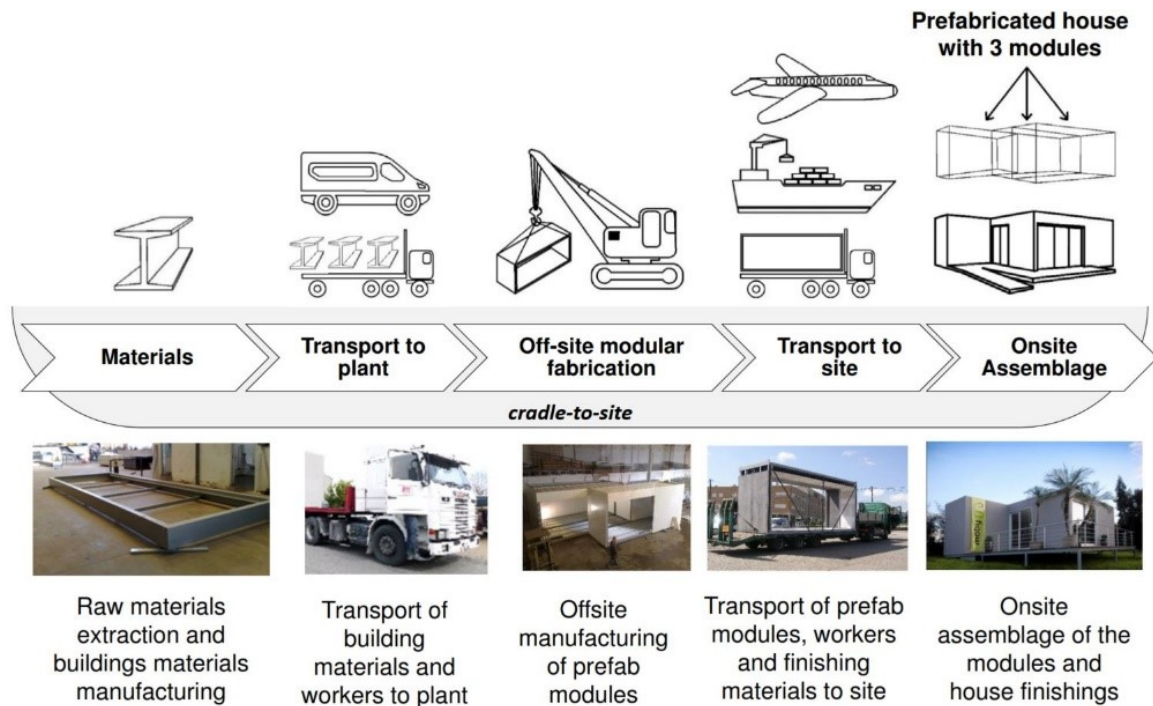 Prefabricated house
with 3 modules
Materials
Transport to
plant
Off-site modular
fabrication
Transport to
site
Onsite
Assemblage
cradle-to-site
Raw materials
extraction and
buildings materials
manufacturing
Transport of
building
materials and
workers to plant
Offsite
manufacturing
of prefab
modules
Transport of prefab
modules, workers
and finishing
materials to site
Onsite
assemblage of the
modules and
house finishings